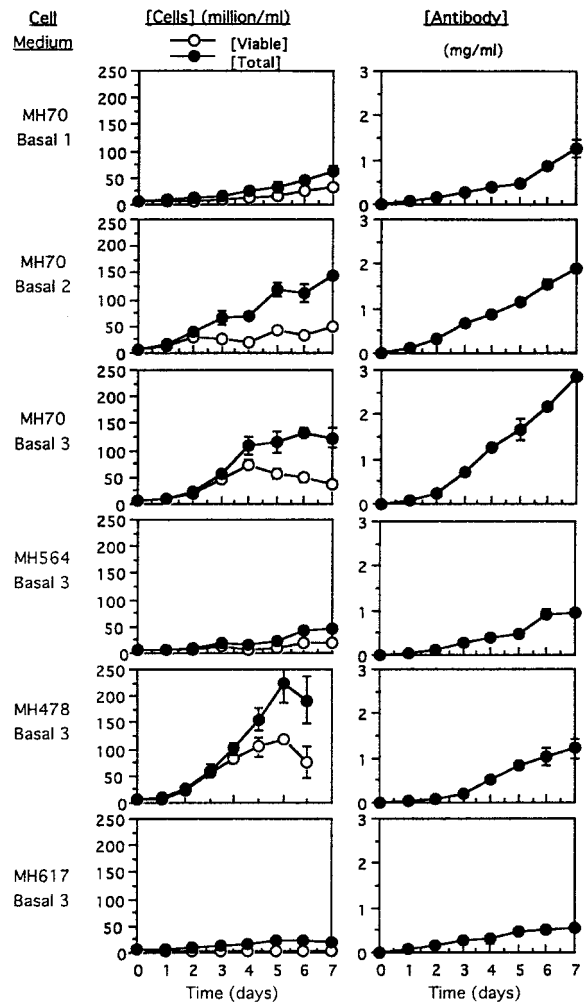 Cell
Medium
[Cells] (million/ml)
[Viable]
[Total]
[Antibody]
(mg/ml)
MH70
Basal 1
250
200
150
100
50
0
3
2
1
0
MH70
Basal 2
250
200
150
100
50
0
3
2
1
0
MH70
Basal 3
250
200
150
100
50
0
3
2
1
0
MH564
Basal 3
250
200
150
100
50
0
3
2
1
0
MH478
Basal 3
250
200
150
100
50
0
3
2
1
0
MH617
Basal 3
250
200
150
100
50
0
3
2
1
0
0 1 2 3 4 5 6 7
Time (days)
0 1 2 3 4 5 6 7
Time (days)